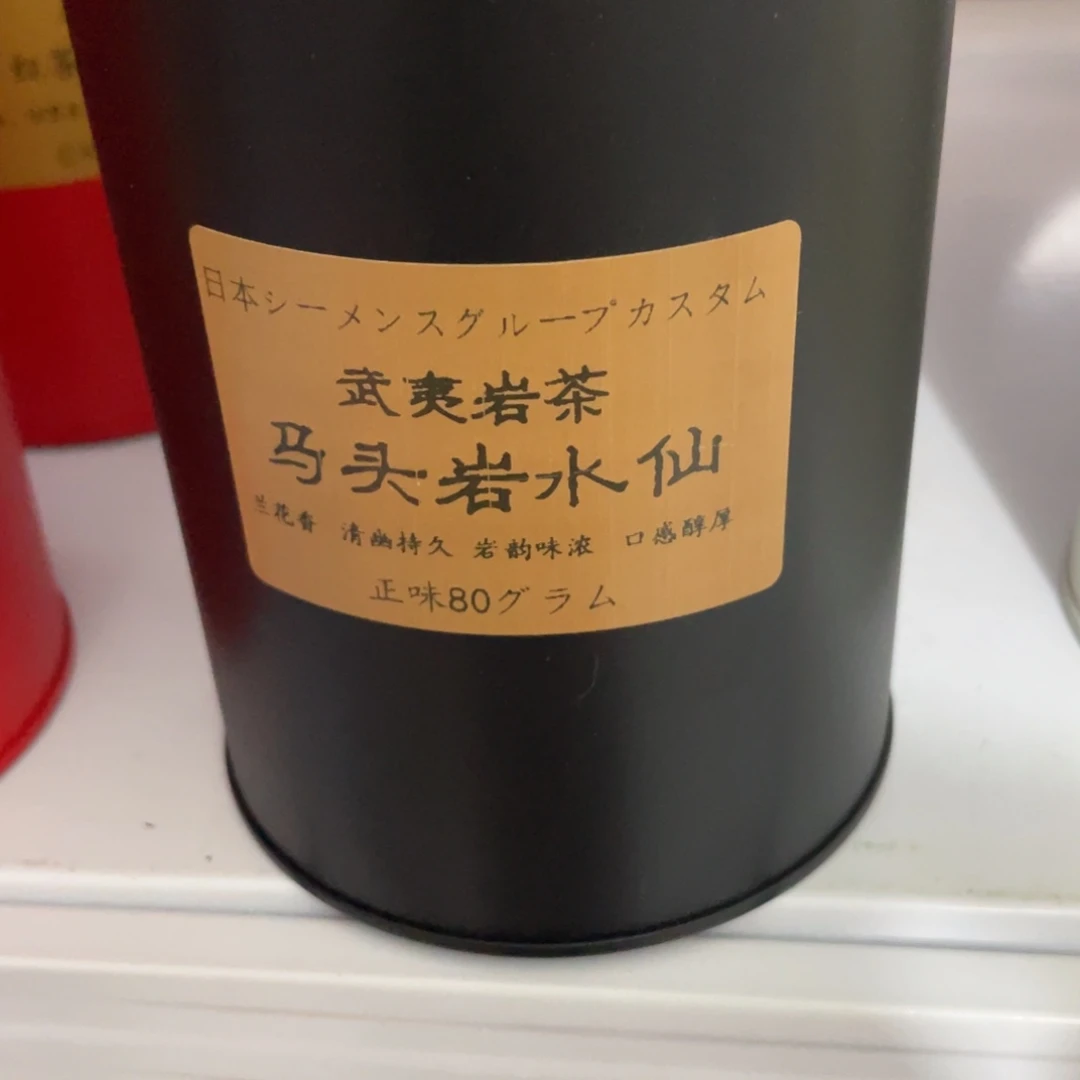 日本シーメンスグループカスタム
武夷岩茶
马头岩水仙
兰花香 清幽持久 岩韵味浓 口感醇厚
正味80グラム